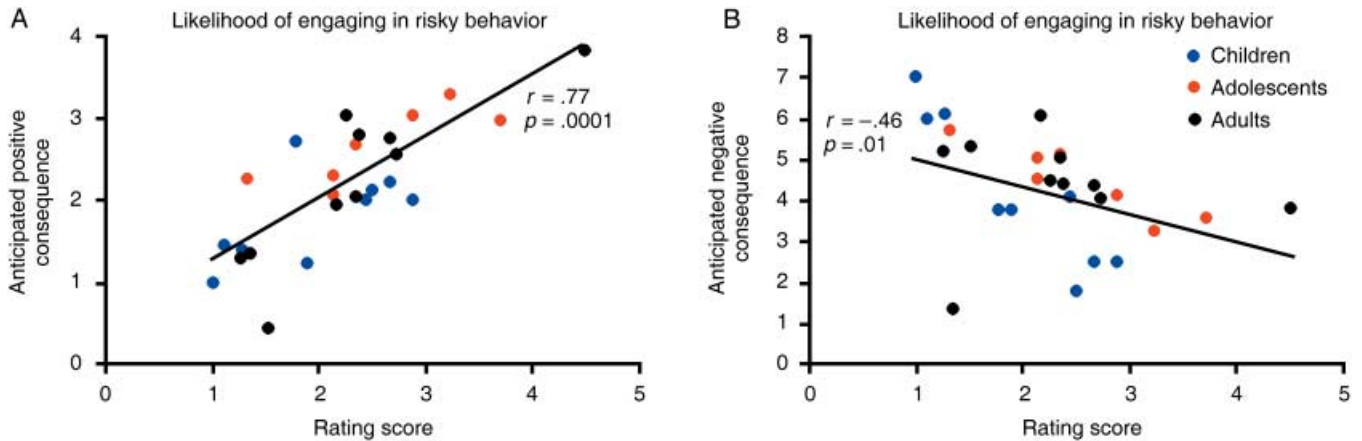 A
Likelihood of engaging in risky behavior
4
3
2
1
0
0 1 2 3 4 5
Anticipated positive
consequence
r = .77
p = .0001
Rating score
B
Likelihood of engaging in risky behavior
8
7
6
5
4
3
2
1
0
0 1 2 3 4 5
Anticipated negative
consequence
r = –.46
p = .01
Children
Adolescents
Adults
Rating score